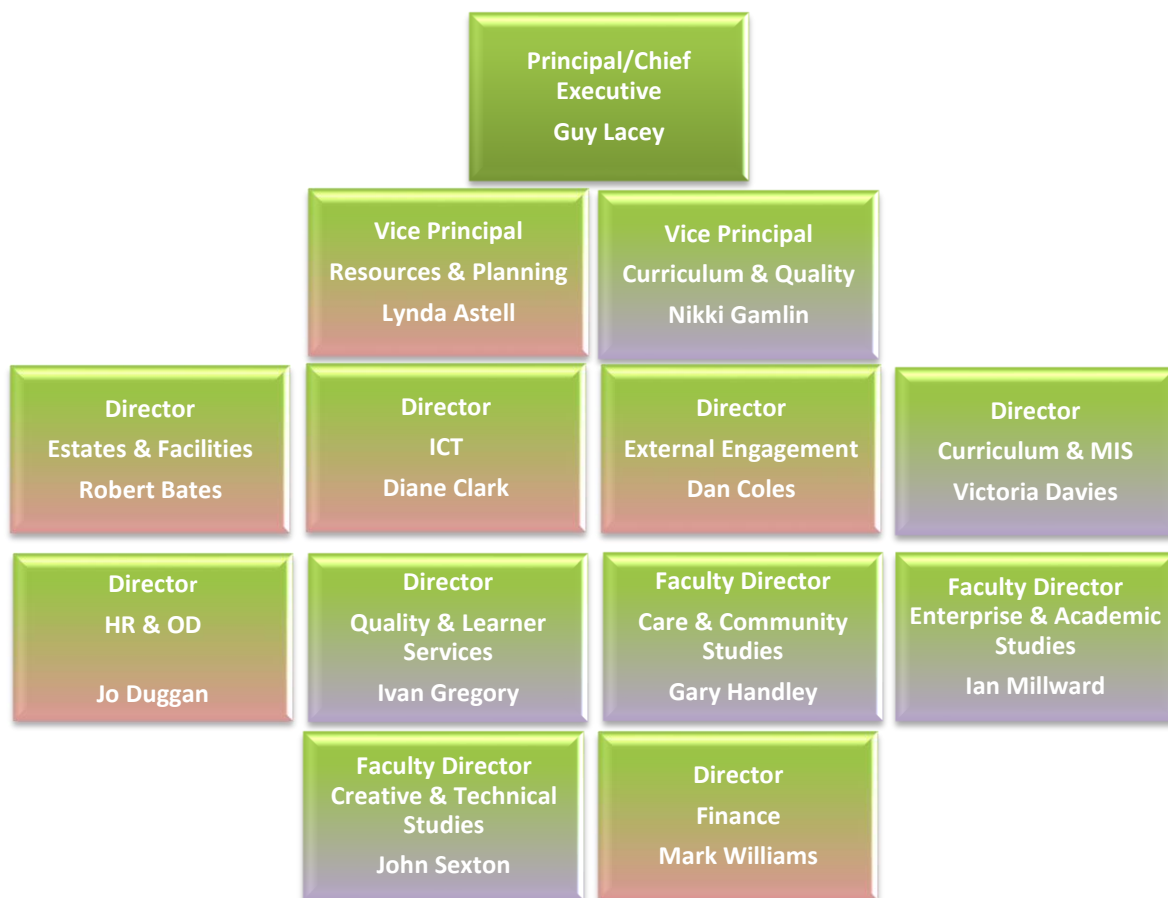 Principal/Chief
Executive
Guy Lacey
Vice Principal
Resources & Planning
Lynda Astell
Vice Principal
Curriculum & Quality
Nikki Gamlin
Director
Estates & Facilities
Robert Bates
Director
ICT
Diane Clark
Director
External Engagement
Dan Coles
Director
Curriculum & MIS
Victoria Davies
Director
HR & OD
Jo Duggan
Director
Quality & Learner
Services
Ivan Gregory
Faculty Director
Care & Community
Studies
Gary Handley
Faculty Director
Enterprise & Academic
Studies
Ian Millward
Faculty Director
Creative & Technical
Studies
John Sexton
Director
Finance
Mark Williams